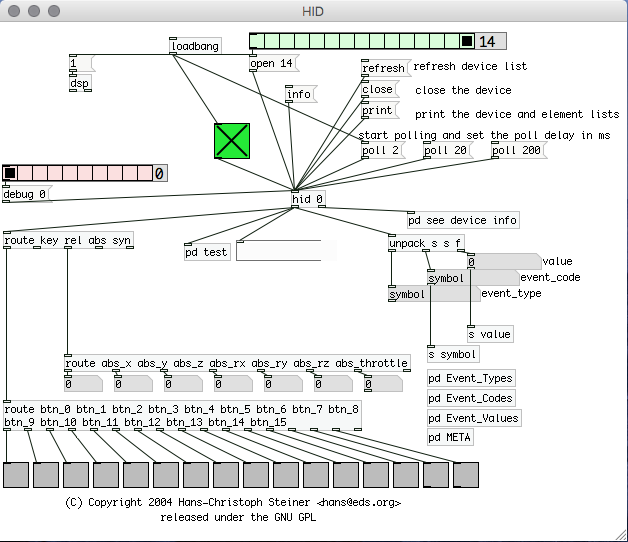 HID
loadbang
14
1
open 14
refresh
refresh device list
dsp
info
close
close the device
print
print the device and element lists
start polling and set the poll delay in ms
poll 2
poll 20
poll 200
0
debug 0
hid 0
pd see device info
route key rel abs syn
pd test
unpack s s f
0
value
symbol
event_code
symbol
event_type
s value
s symbol
route abs_x abs_y abs_z abs_rx abs_ry abs_rz abs_throttle
0
0
0
0
0
0
0
pd Event_Types
pd Event_Codes
pd Event_Values
pd META
route btn_0 btn_1 btn_2 btn_3 btn_4 btn_5 btn_6 btn_7 btn_8
btn_9 btn_10 btn_11 btn_12 btn_13 btn_14 btn_15
(C) Copyright 2004 Hans-Christoph Steiner <hans@eds.org>
released under the GNU GPL